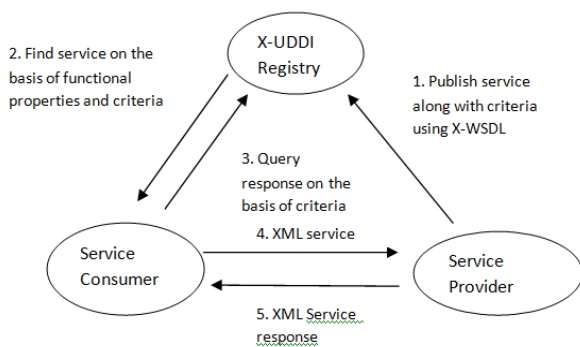 2. Find service on the
basis of functional
properties and criteria
X-UDDI
Registry
1. Publish service
along with criteria
using X-WSDL
3. Query
response on the
basis of criteria
4. XML service
Service
Consumer
Service
Provider
5. XML Service
response